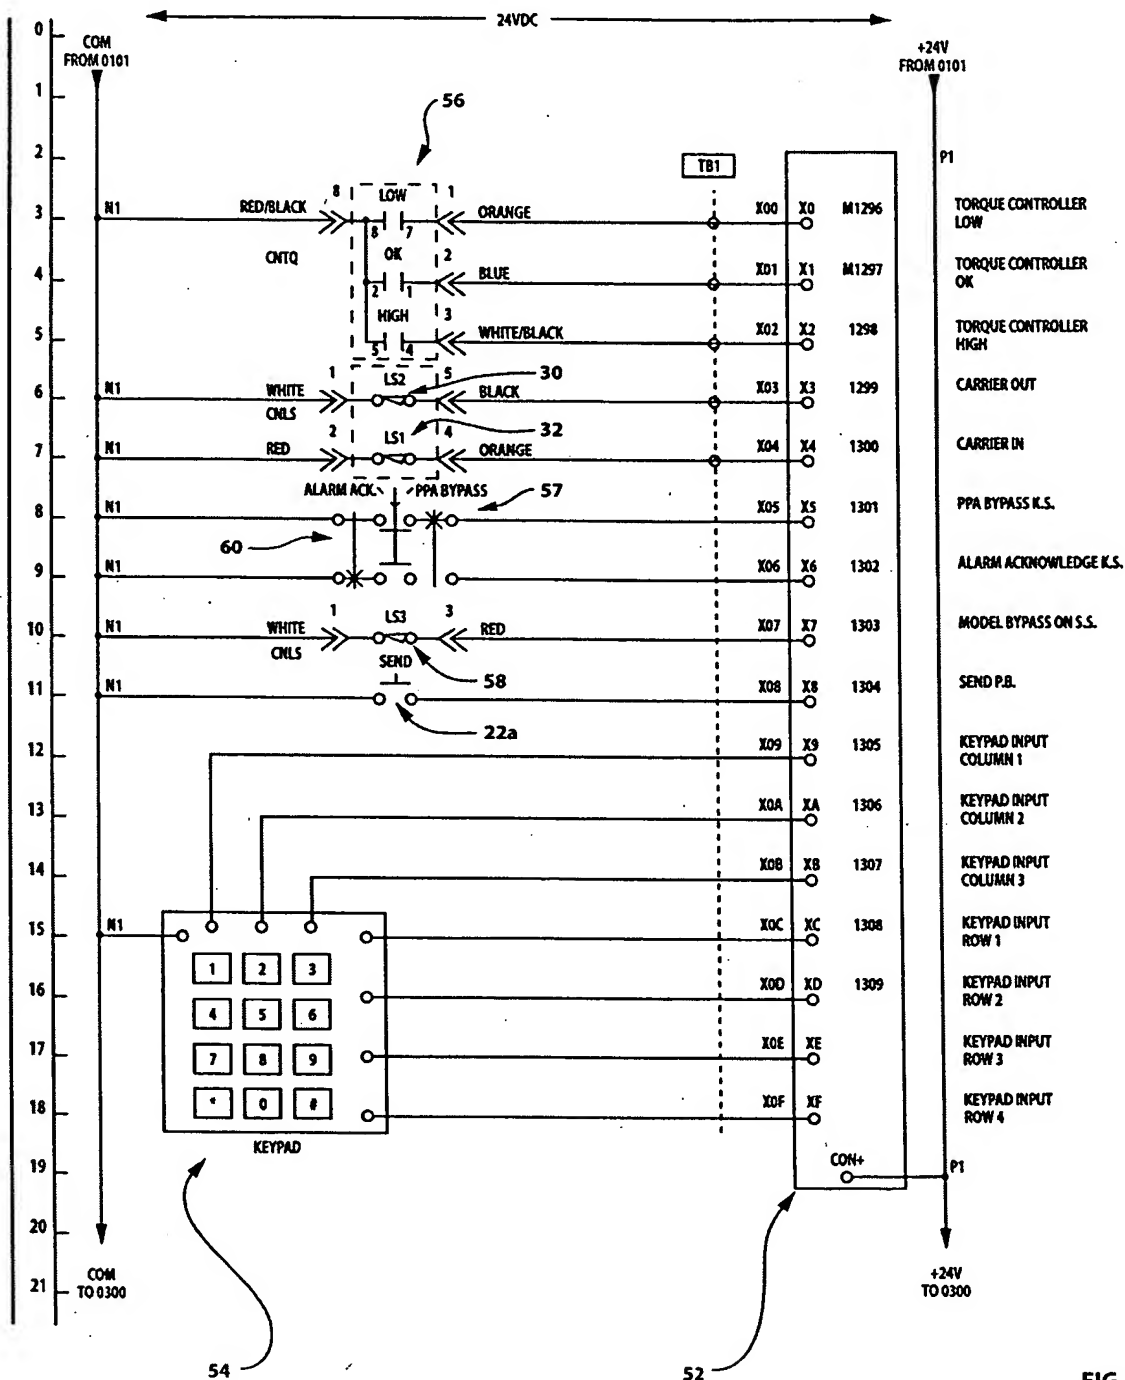 0
24VDC
COM
FROM 0101
+24V
FROM 0101
1
56
2
TB1
P1
8
LOW
1
3
N1
RED/BLACK
8
7
ORANGE
X00
X0
M1296
TORQUE CONTROLLER
LOW
CNTQ
OK
2
4
2
1
BLUE
X01
X1
M1297
TORQUE CONTROLLER
OK
HIGH
3
5
5
4
WHITE/BLACK
X02
X2
1298
TORQUE CONTROLLER
HIGH
1
LS2
5
30
6
N1
WHITE
BLACK
X03
X3
1299
CARRIER OUT
CNLS
2
LS1
4
32
7
N1
RED
ORANGE
X04
X4
1300
CARRIER IN
ALARM ACK.
PPA BYPASS
57
8
N1
X05
X5
1301
PPA BYPASS K.S.
60
9
N1
X06
X6
1302
ALARM ACKNOWLEDGE K.S.
1
LS3
3
10
N1
WHITE
RED
X07
X7
1303
MODEL BYPASS ON S.S.
CNLS
SEND
58
11
N1
X08
X8
1304
SEND P.B.
22a
12
X09
X9
1305
KEYPAD INPUT
COLUMN 1
13
X0A
XA
1306
KEYPAD INPUT
COLUMN 2
14
X0B
XB
1307
KEYPAD INPUT
COLUMN 3
15
N1
X0C
XC
1308
KEYPAD INPUT
ROW 1
1 2 3
16
X0D
XD
1309
KEYPAD INPUT
ROW 2
4 5 6
17
X0E
XE
KEYPAD INPUT
ROW 3
7 8 9
18
* 0 #
X0F
XF
KEYPAD INPUT
ROW 4
KEYPAD
19
CON+
P1
20
21
COM
TO 0300
+24V
TO 0300
54
52